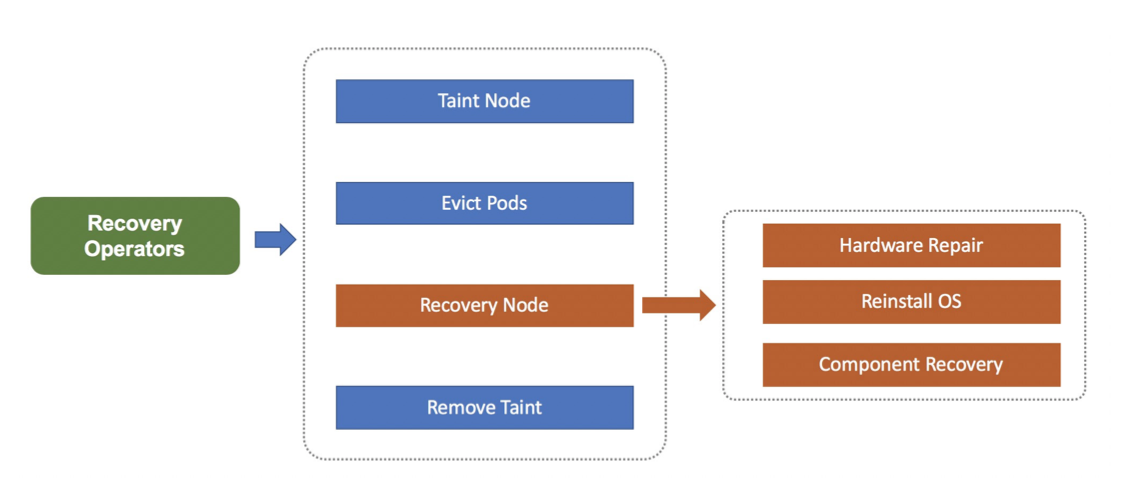 Recovery
Operators
Taint Node
Evict Pods
Recovery Node
Remove Taint
Hardware Repair
Reinstall OS
Component Recovery